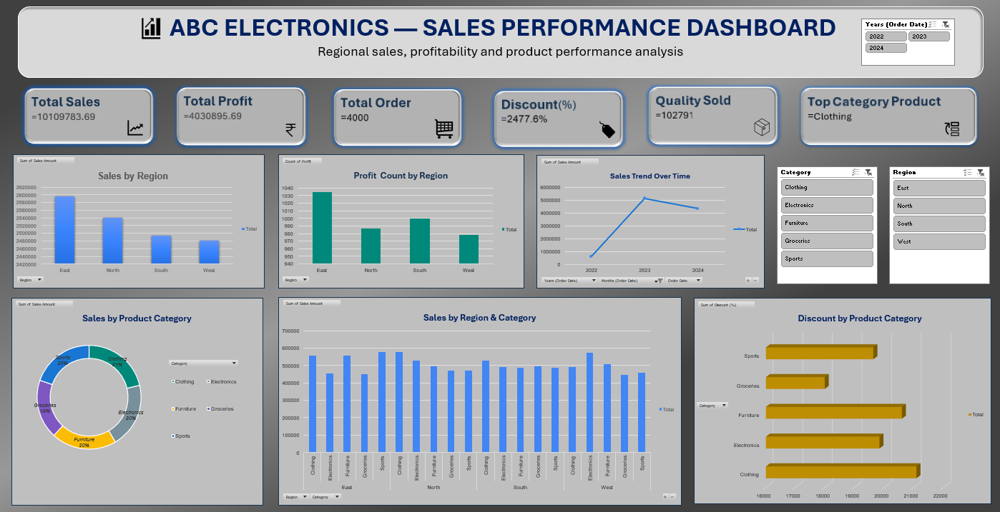 ABC ELECTRONICS — SALES PERFORMANCE DASHBOARD
Regional sales, profitability and product performance analysis
Years (Order Date)
2022
2023
2024
Total Sales
=10109783.69
Total Profit
=4030895.69
Total Order
=4000
Discount(%)
=2477.6%
Quality Sold
=102791
Top Category Product
=Clothing
Sum of Sales Amount
Sales by Region
2620000
2600000
2580000
2560000
2540000
2520000
2500000
2480000
2460000
2440000
2420000
East
North
South
West
Total
Region
Count of Profit
Profit Count by Region
1040
1030
1020
1010
1000
990
980
970
960
950
940
East
North
South
West
Total
Region
Sum of Sales Amount
Sales Trend Over Time
6000000
5000000
4000000
3000000
2000000
1000000
0
2022
2023
2024
Total
Years (Order Date)
Months (Order Date)
Order Date
Category
Clothing
Electronics
Furniture
Groceries
Sports
Region
East
North
South
West
Sum of Sales Amount
Sales by Product Category
Sports
20%
Clothing
21%
Groceries
19%
Electronics
20%
Furniture
20%
Category
Clothing
Electronics
Furniture
Groceries
Sports
Sum of Sales Amount
Sales by Region & Category
700000
600000
500000
400000
300000
200000
100000
0
Clothing
Electronics
Furniture
Groceries
Sports
Clothing
Electronics
Furniture
Groceries
Sports
Clothing
Electronics
Furniture
Groceries
Sports
Clothing
Electronics
Furniture
Groceries
Sports
East
North
South
West
Total
Region
Category
Sum of Discount (%)
Discount by Product Category
Sports
Groceries
Furniture
Electronics
Clothing
Category
Total
16000
17000
18000
19000
20000
21000
22000